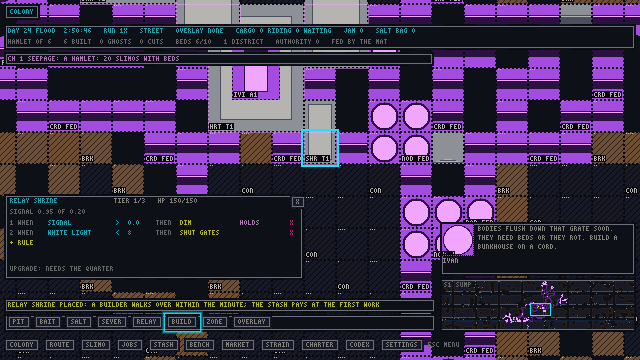 COLONY
DAY 24 FLOOD 2:50:46 RUN 1X STREET OVERLAY NONE CARGO 0 RIDING 0 WAITING JAM 0 SALT BAG 0
HAMLET OF 6 6 BUILT 0 GHOSTS 0 CUTS BEDS 6/10 1 DISTRICT AUTHORITY 0 FED BY THE MAT
CH 1 SEEPAGE: A HAMLET: 20 SLIMOS WITH BEDS
IVI A1
HRT T1
CRD FED
CRD FED
CRD FED
SHR T1
NOD FED
CRD FED
BRK
CRD FED
BRK
CRD FED
BRK
CON
CON
CON
CRD FED
RELAY SHRINE TIER 1/3 HP 150/150 X
SIGNAL 0.95 OF 0.20
1 WHEN SIGNAL > 0.0 THEN DIM HOLDS X
2 WHEN WHITE LIGHT < 8 THEN SHUT GATES X
+ RULE
UPGRADE: NEEDS THE QUARTER
BODIES FLUSH DOWN THAT GRATE SOON. THEY NEED BEDS OR THEY ROT. BUILD A BUNKHOUSE ON A CORD.
IVAN
S1 SUMP
RELAY SHRINE PLACED: A BUILDER WALKS OVER WITHIN THE MINUTE; THE STASH PAYS AT THE FIRST WORK
PIT BAIT SALT SEVER RELAY BUILD ZONE OVERLAY
COLONY ROUTE SLIMO JOBS STASH BENCH MARKET STRAIN CHARTER CODEX SETTINGS ESC MENU